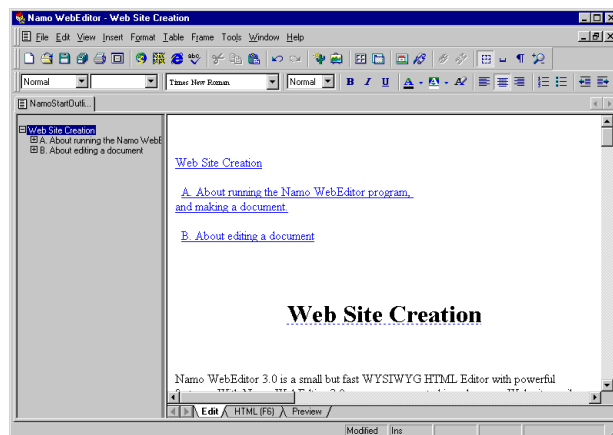 Namo WebEditor - Web Site Creation
File Edit View Insert Format Table Frame Tools Window Help
Normal Times New Roman Normal B I U A A
NamoStartOutli...
Web Site Creation
A. About running the Namo WebE
B. About editing a document
Web Site Creation
A. About running the Namo WebEditor program,
and making a document.
B. About editing a document
Web Site Creation
Namo WebEditor 3.0 is a small but fast WYSIWYG HTML Editor with powerful
Edit HTML (F6) Preview
Modified Ins